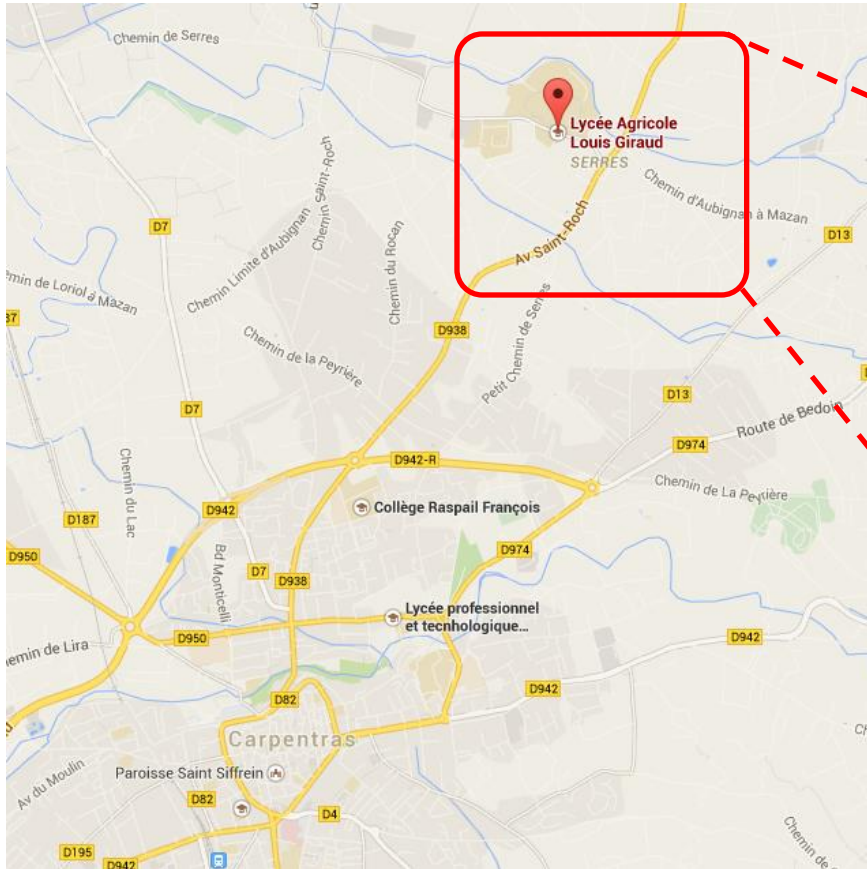 Chemin de Serres
Lycée Agricole
Louis Giraud
SERRES
Chemin Saint-Roch
Chemin d'Aubignan à Mazan
D7
Chemin Limite d'Aubignan
Chemin du Rocan
Av Saint-Roch
D13
emin de Loriol à Mazan
87
D938
Chemin de la Peyrière
Petit Chemin de Serres
D13
D7
Route de Bedoin
D974
D942-R
Chemin du Lac
Chemin de La Peyrière
D942
Collège Raspail François
D187
D950
Bd Monticelli
D974
D7
D938
Lycée professionnel
et tecnhologique...
D950
D942
hemin de Lira
D942
D82
Carpentras
Paroisse Saint Siffrein
Av du Moulin
D82
D4
D195
D942
Chemin de